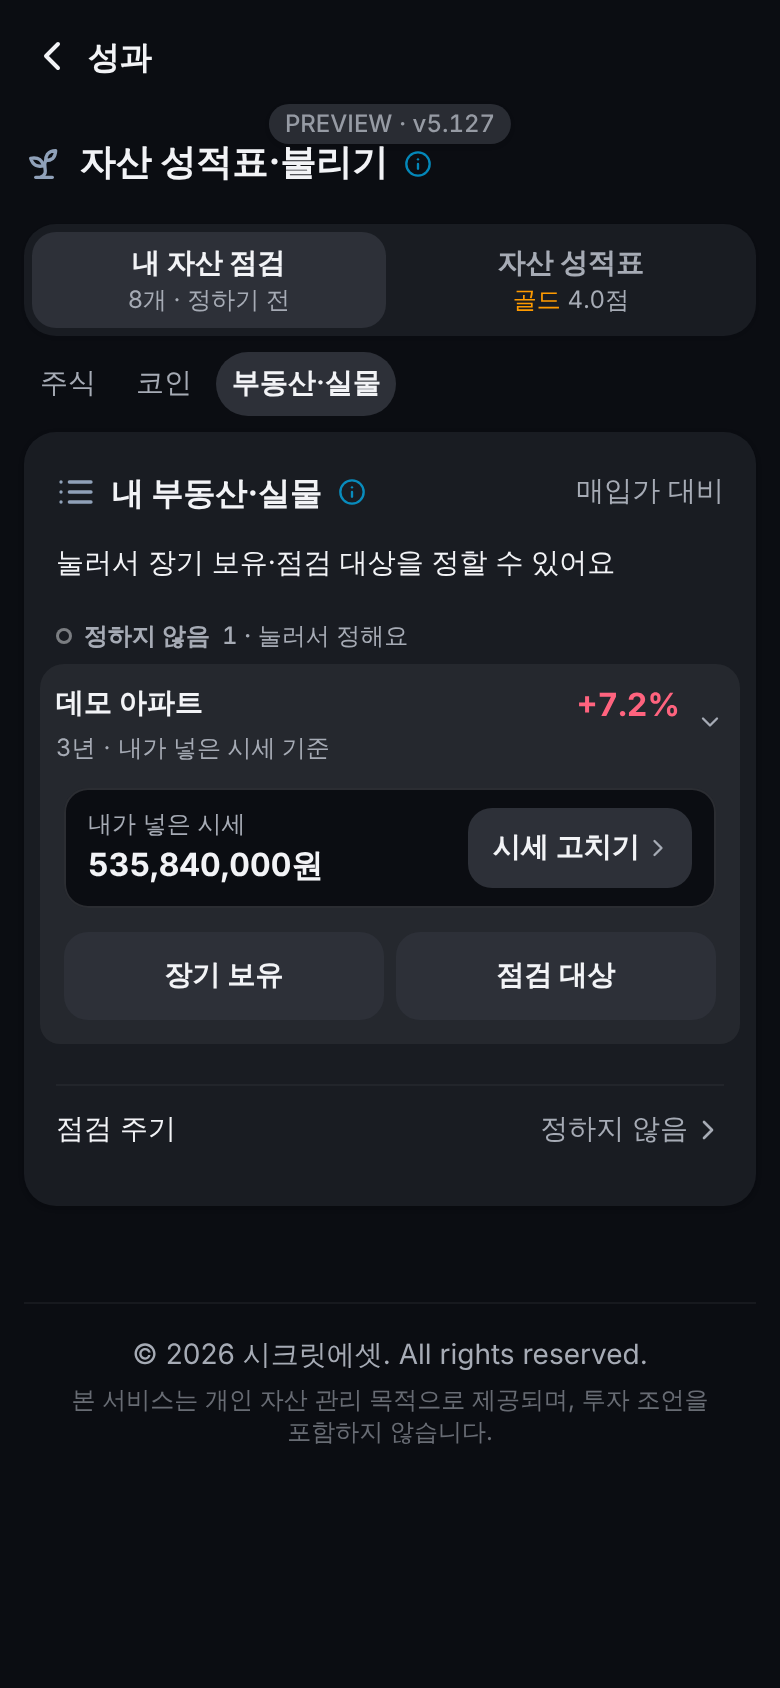 성과
PREVIEW · v5.127
자산 성적표·불리기
내 자산 점검
8개 · 정하기 전
자산 성적표
골드 4.0점
주식
코인
부동산·실물
내 부동산·실물
매입가 대비
눌러서 장기 보유·점검 대상을 정할 수 있어요
정하지 않음 1 · 눌러서 정해요
데모 아파트
+7.2%
3년 · 내가 넣은 시세 기준
내가 넣은 시세
535,840,000원
시세 고치기
장기 보유
점검 대상
점검 주기
정하지 않음
© 2026 시크릿에셋. All rights reserved.
본 서비스는 개인 자산 관리 목적으로 제공되며, 투자 조언을
포함하지 않습니다.